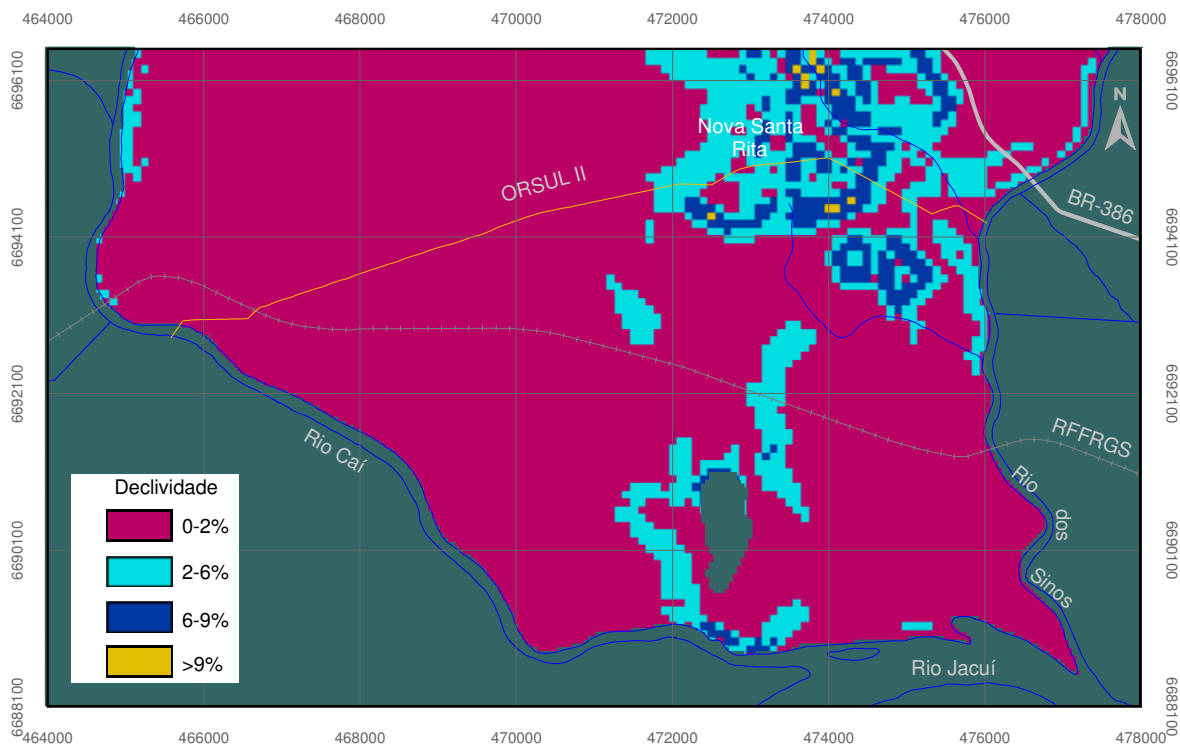 464000
466000
468000
470000
472000
474000
476000
478000
6696100
6696100
N
Nova Santa
Rita
ORSUL II
BR-386
6694100
6694100
6692100
6692100
RFFRGS
Rio Caí
Rio
dos
Sinos
Declividade
0-2%
2-6%
6-9%
>9%
6690100
6690100
Rio Jacuí
6688100
6688100
464000
466000
468000
470000
472000
474000
476000
478000